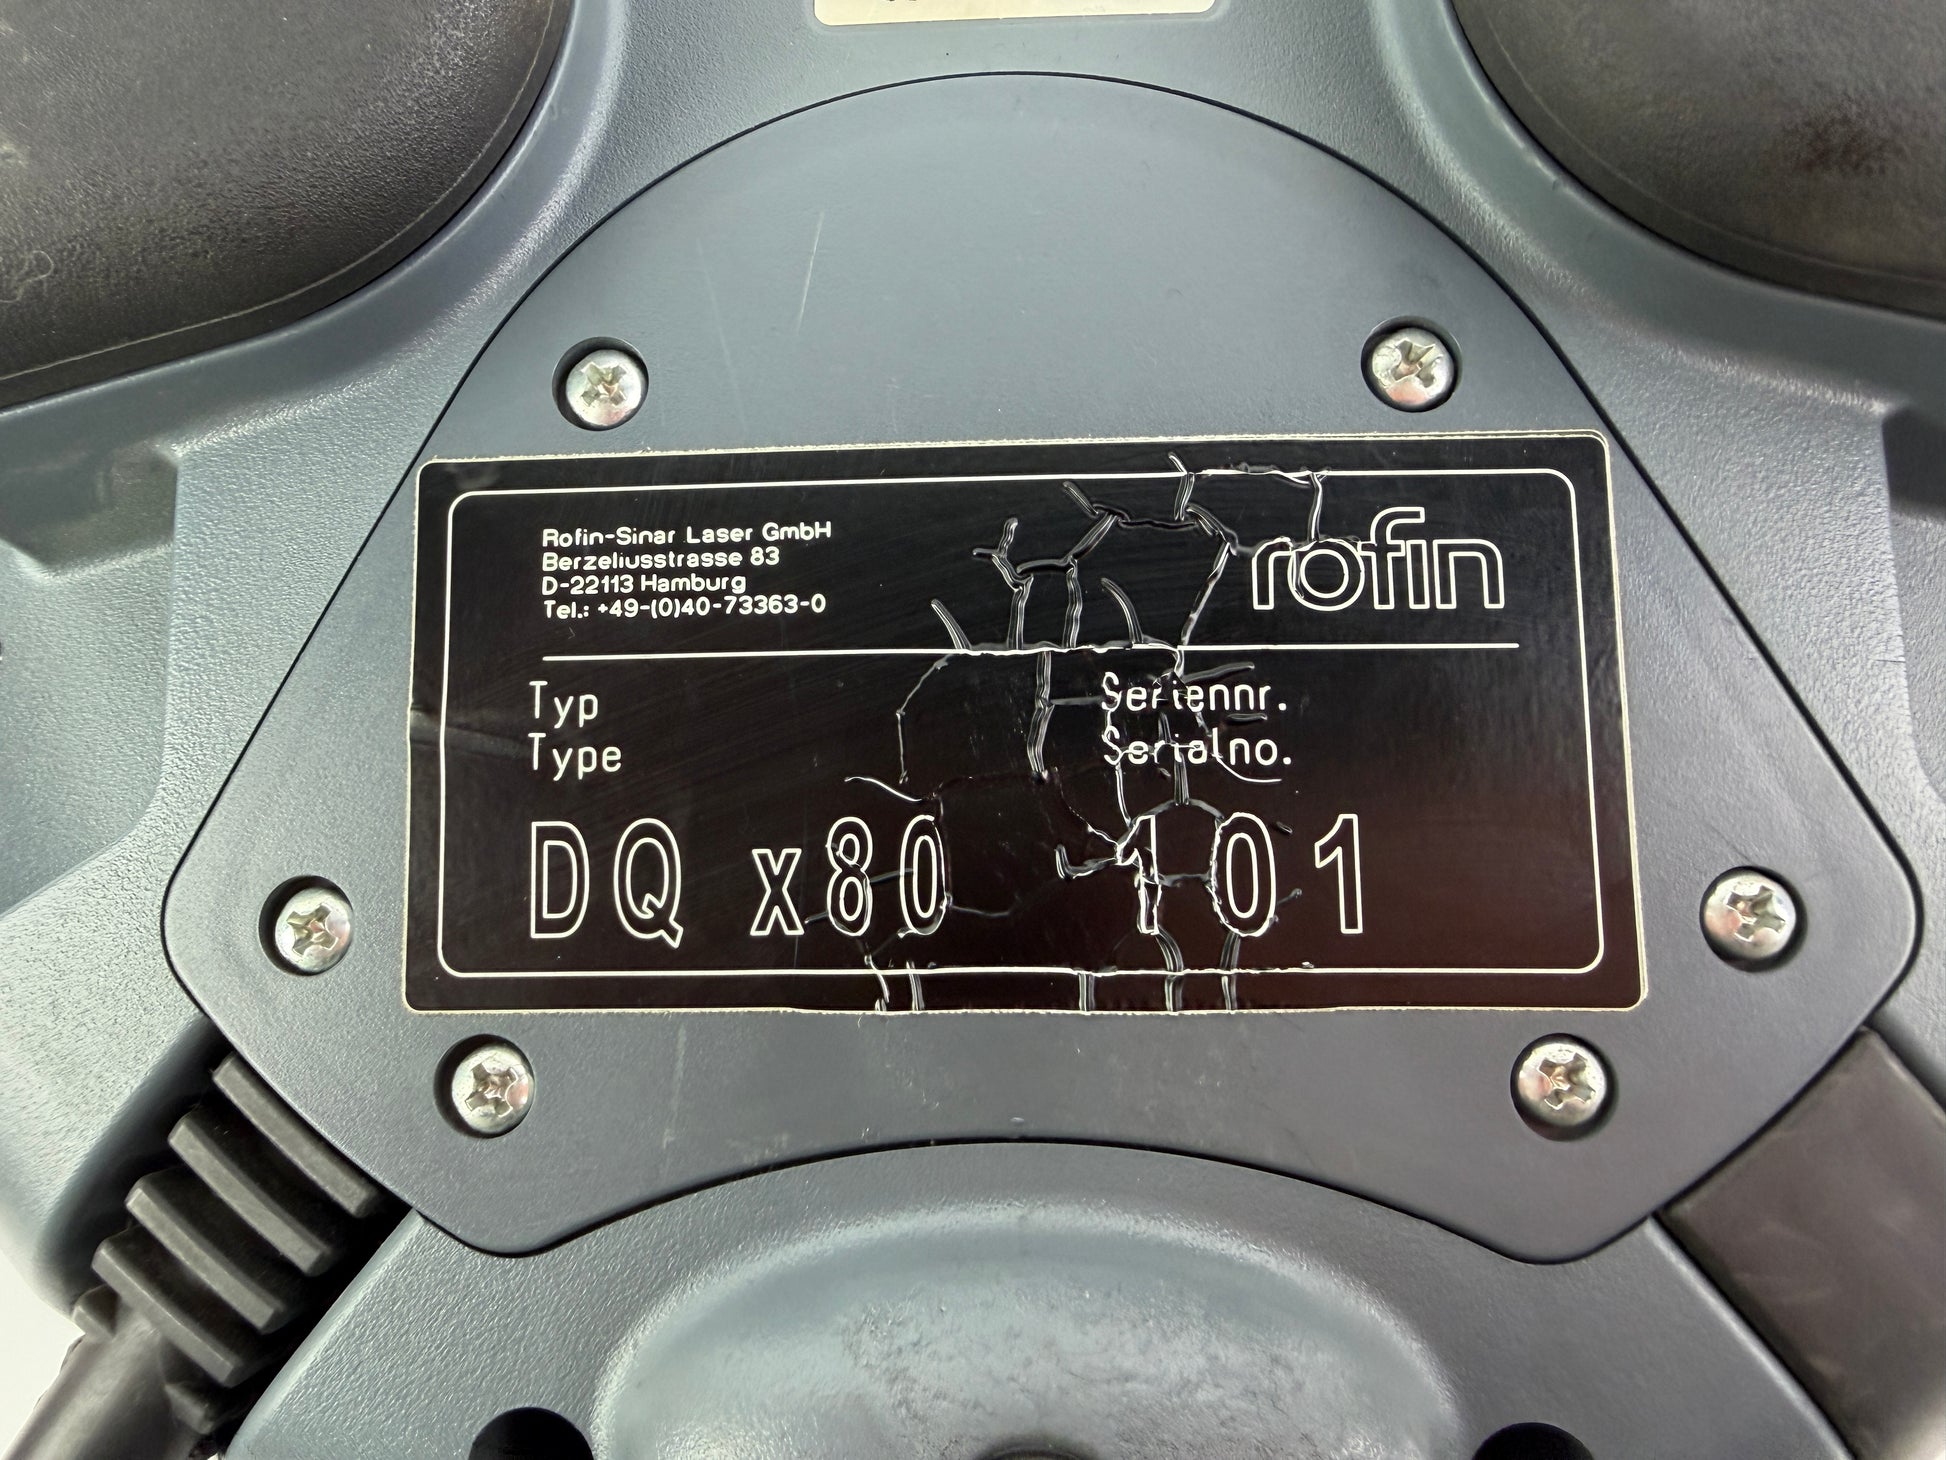 Rofin-Sinar Laser GmbH
Berzeliusstrasse 83
D-22113 Hamburg
Tel.: +49-(0)40-73363-0
rofin
Typ
Type
Seriennr.
Serialno.
DQ x80
101